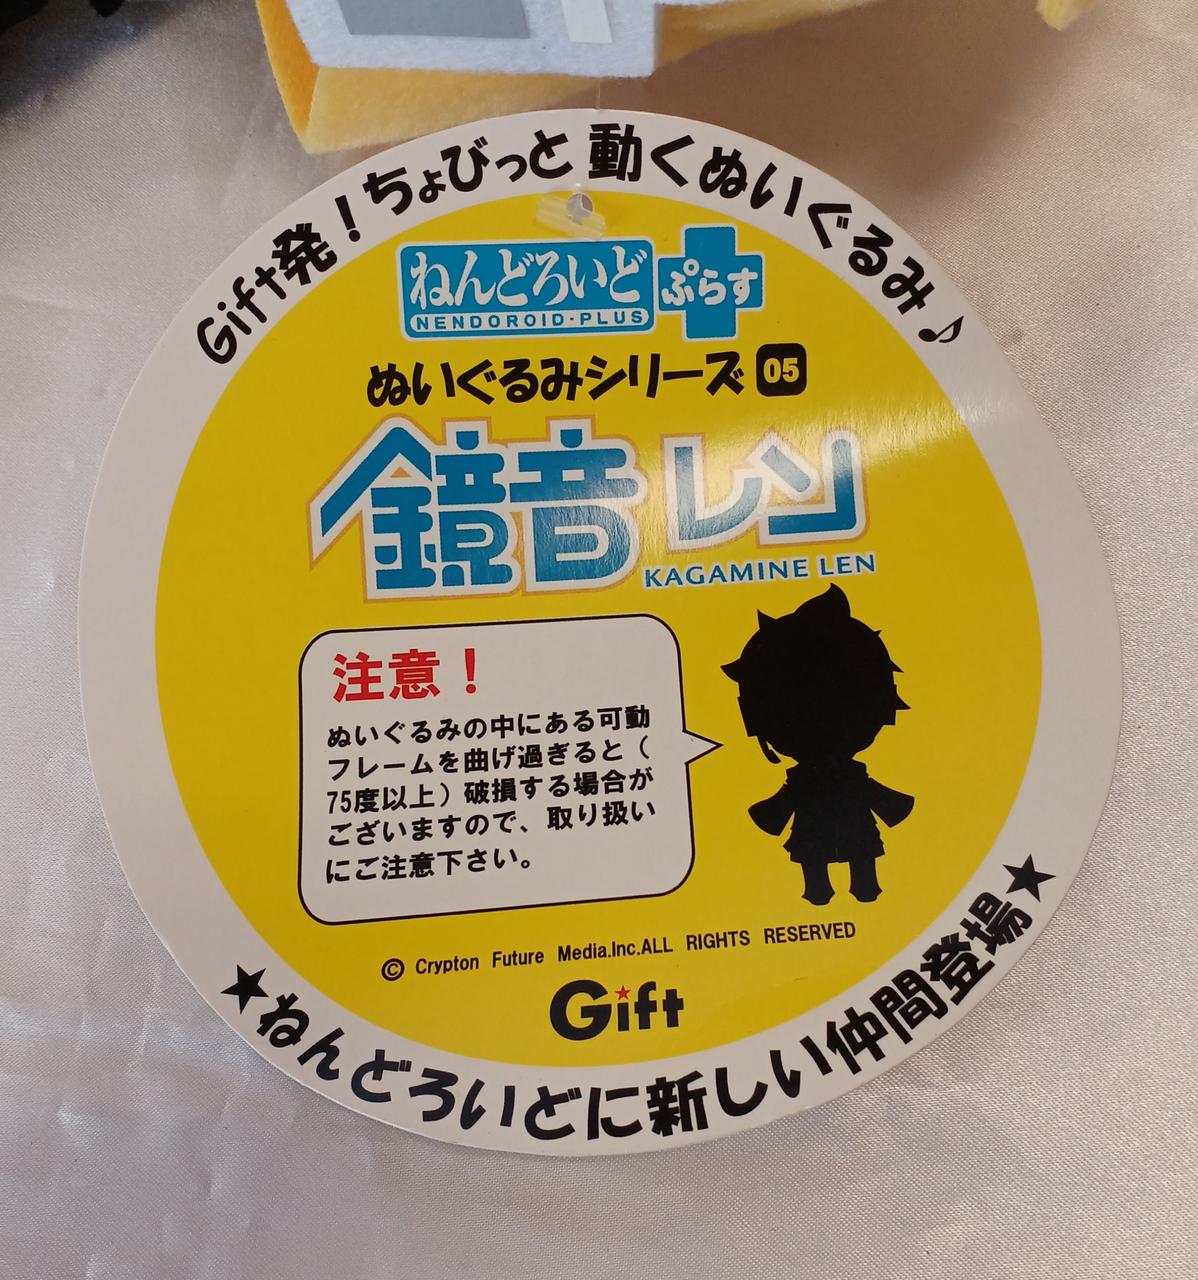 Gift発！ちょびっと動くぬいぐるみ♪
ねんどろいど ぷらす
NENDOROID-PLUS
ぬいぐるみシリーズ 05
鏡音レン
KAGAMINE LEN
注意！
ぬいぐるみの中にある可動
フレームを曲げ過ぎると（
75度以上）破損する場合が
ございますので、取り扱い
にご注意下さい。
© Crypton Future Media.Inc.ALL RIGHTS RESERVED
Gift
★ねんどろいどに新しい仲間登場★